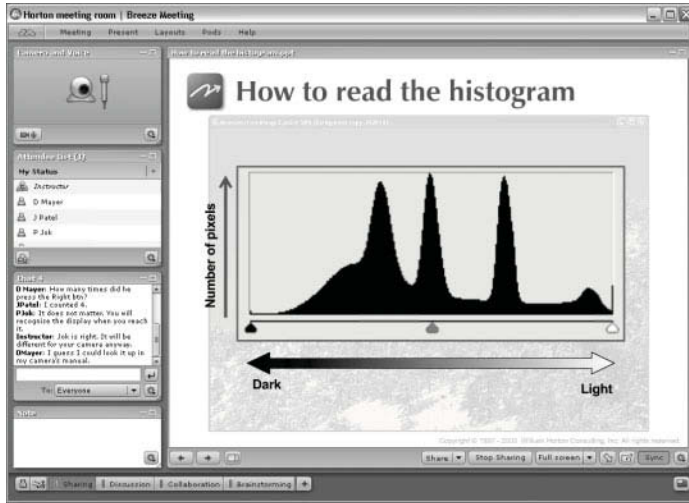 Horton meeting room | Breeze Meeting
Meeting Present Layouts Pods Help
Camera and Voice
Attendee List (3)
My Status
Instructor
D Mayer
J Patel
P Jok
Chat 4
D Mayer: How many times did he
press the Right btn?
JPatel: I counted 4.
PJok: It does not matter. You will
recognize the display when you reach
it.
Instructor: Jok is right. It will be
different for your camera anyway.
DMayer: I guess I could look it up in
my camera's manual.
To: Everyone
Note
How to read the histogram
Number of pixels
Dark
Light
Share Stop Sharing Full screen Sync
Sharing Discussion Collaboration Brainstorming